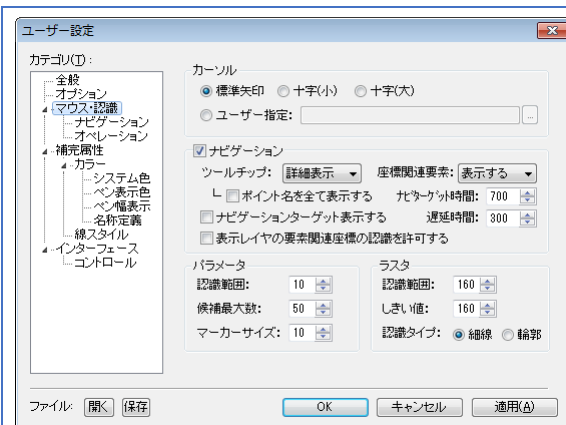 ユーザー設定
カテゴリ(T):
全般
オプション
マウス・認識
ナビゲーション
オペレーション
補完属性
カラー
システム色
ペン表示色
ペン幅表示
名称定義
線スタイル
インターフェース
コントロール
カーソル
標準矢印 十字(小) 十字(大)
ユーザー指定: ...
ナビゲーション
ツールチップ: 詳細表示 座標関連要素: 表示する
└ ポイント名を全て表示する ナビターゲット時間: 700
ナビゲーションターゲット表示する 遅延時間: 300
表示レイヤの要素関連座標の認識を許可する
パラメータ
認識範囲: 10
候補最大数: 50
マーカーサイズ: 10
ラスタ
認識範囲: 160
しきい値: 160
認識タイプ: 細線 輪郭
ファイル: 開く 保存 OK キャンセル 適用(A)